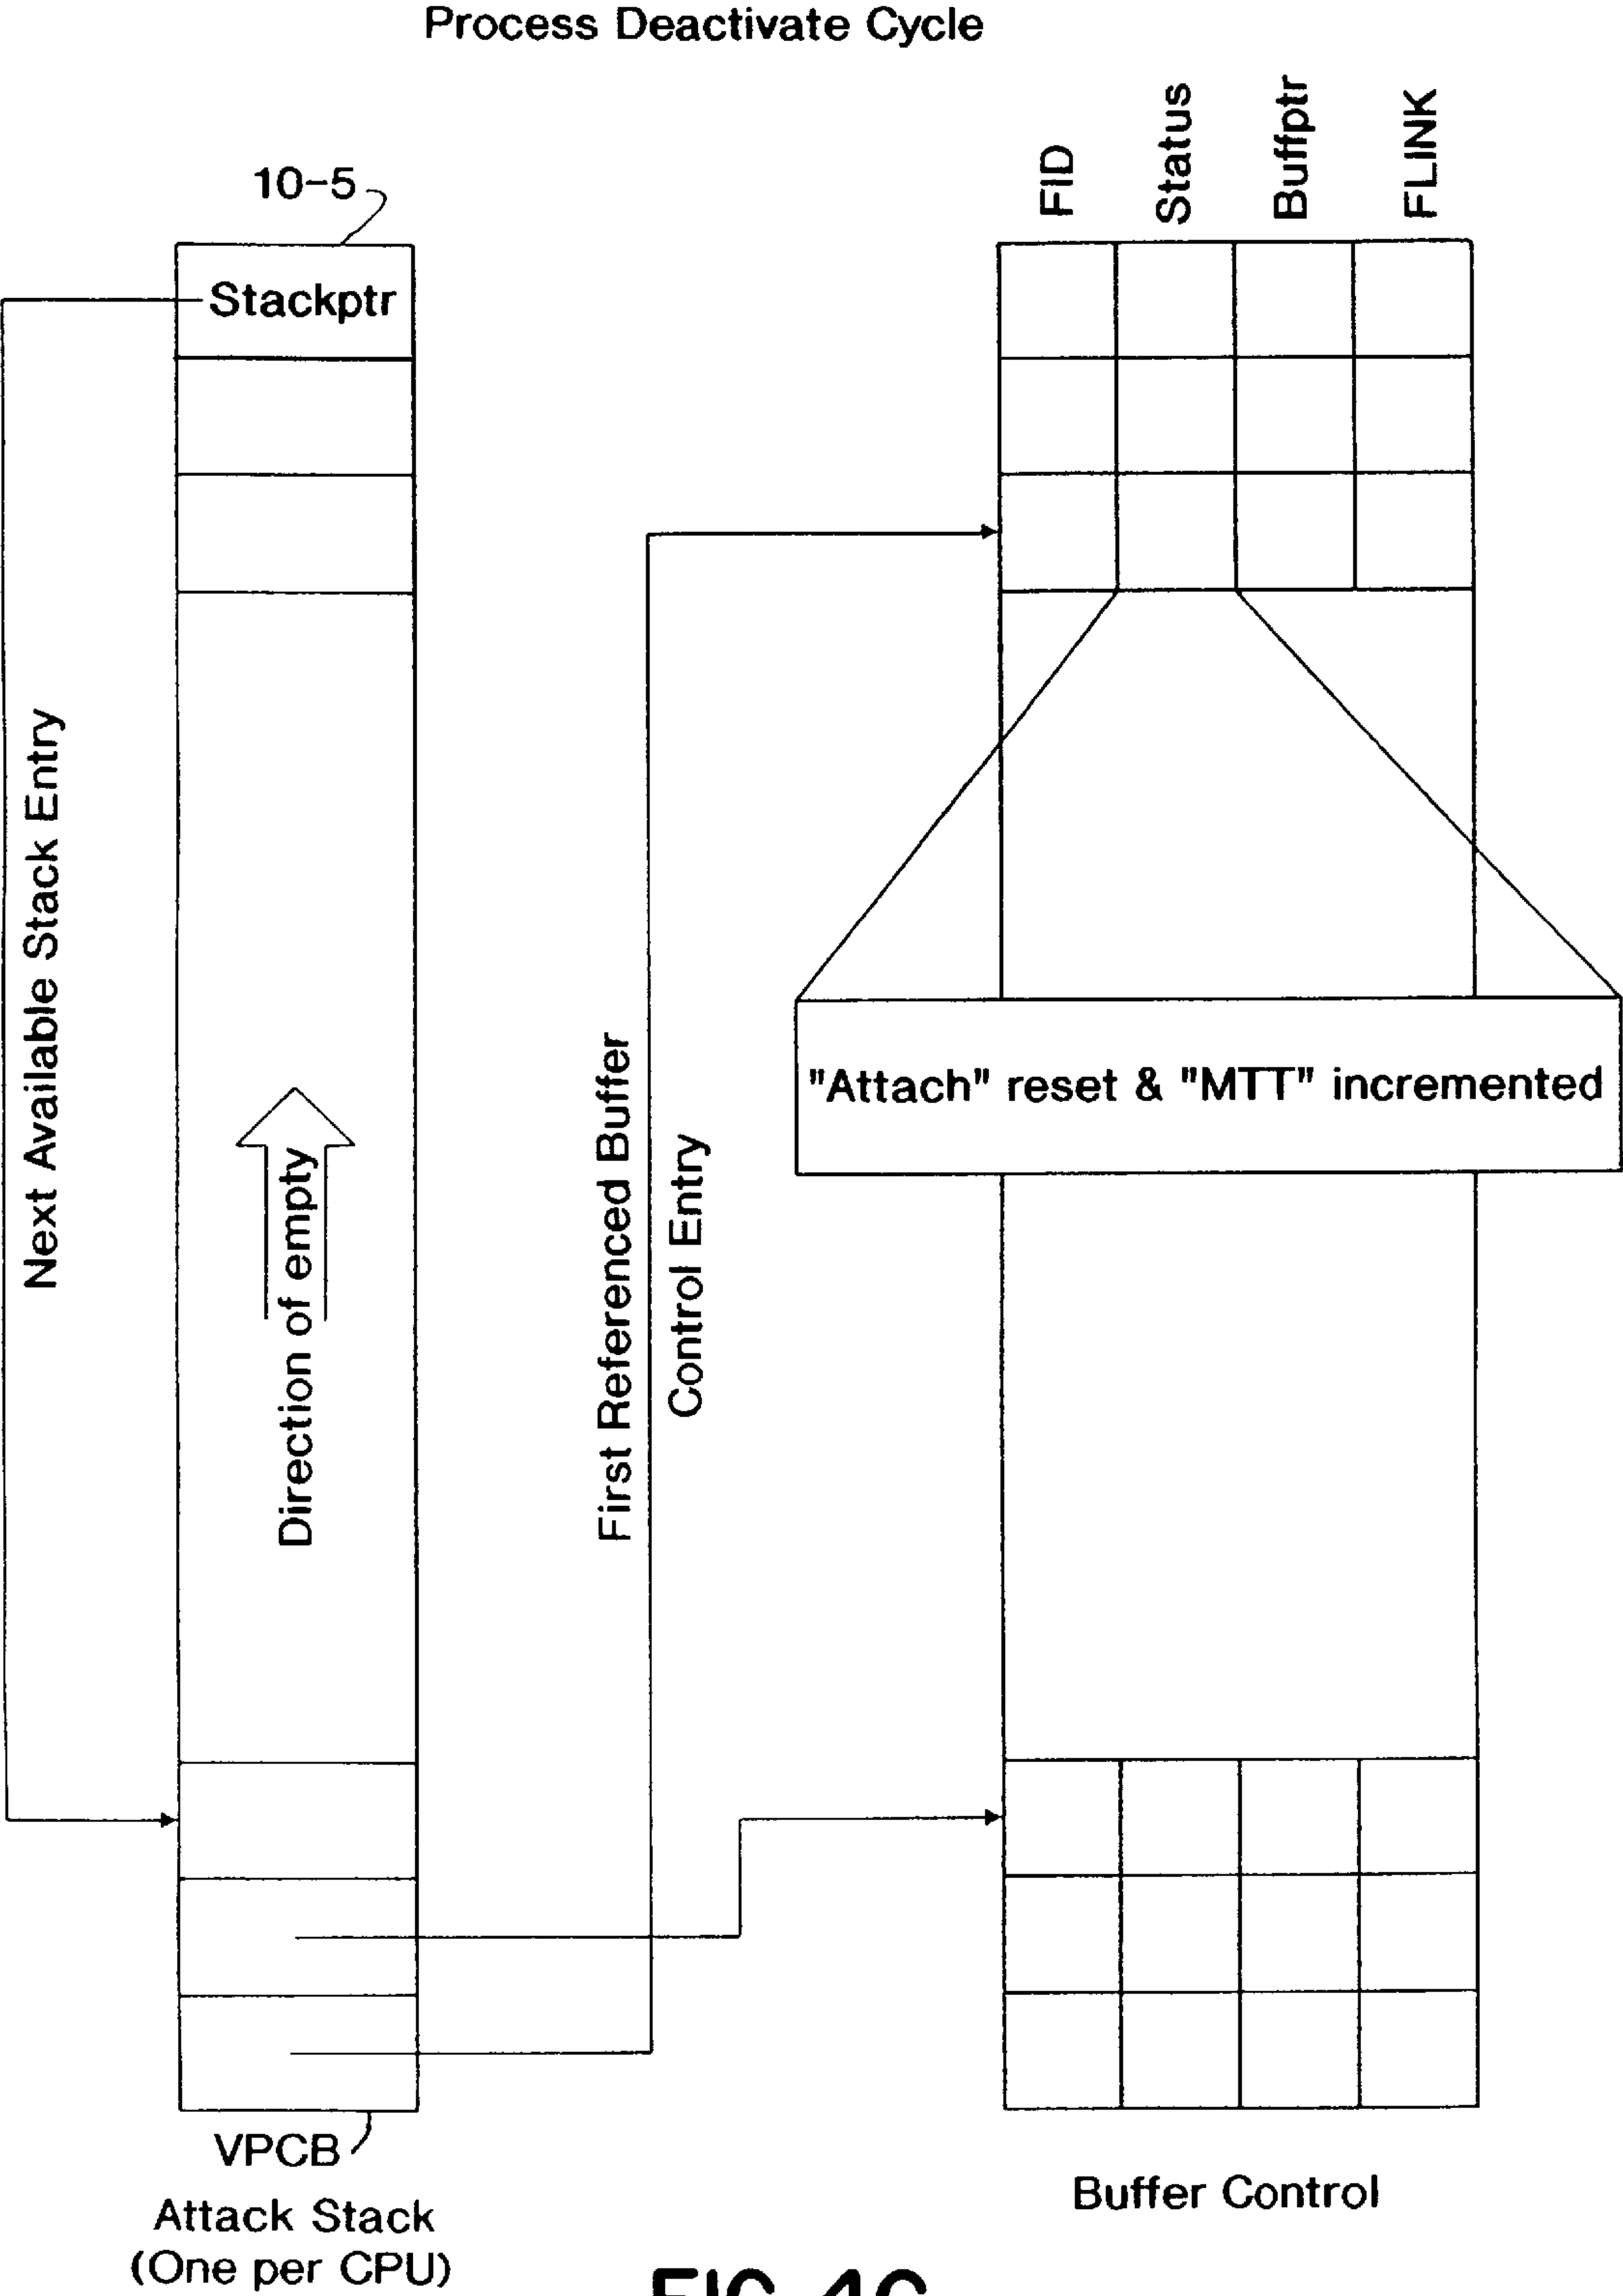 Process Deactivate Cycle
10-5
FID
Status
Buffptr
FLINK
Stackptr
Next Available Stack Entry
Direction of empty
First Referenced Buffer
Control Entry
"Attach" reset & "MTT" incremented
VPCB
Attack Stack
(One per CPU)
Buffer Control